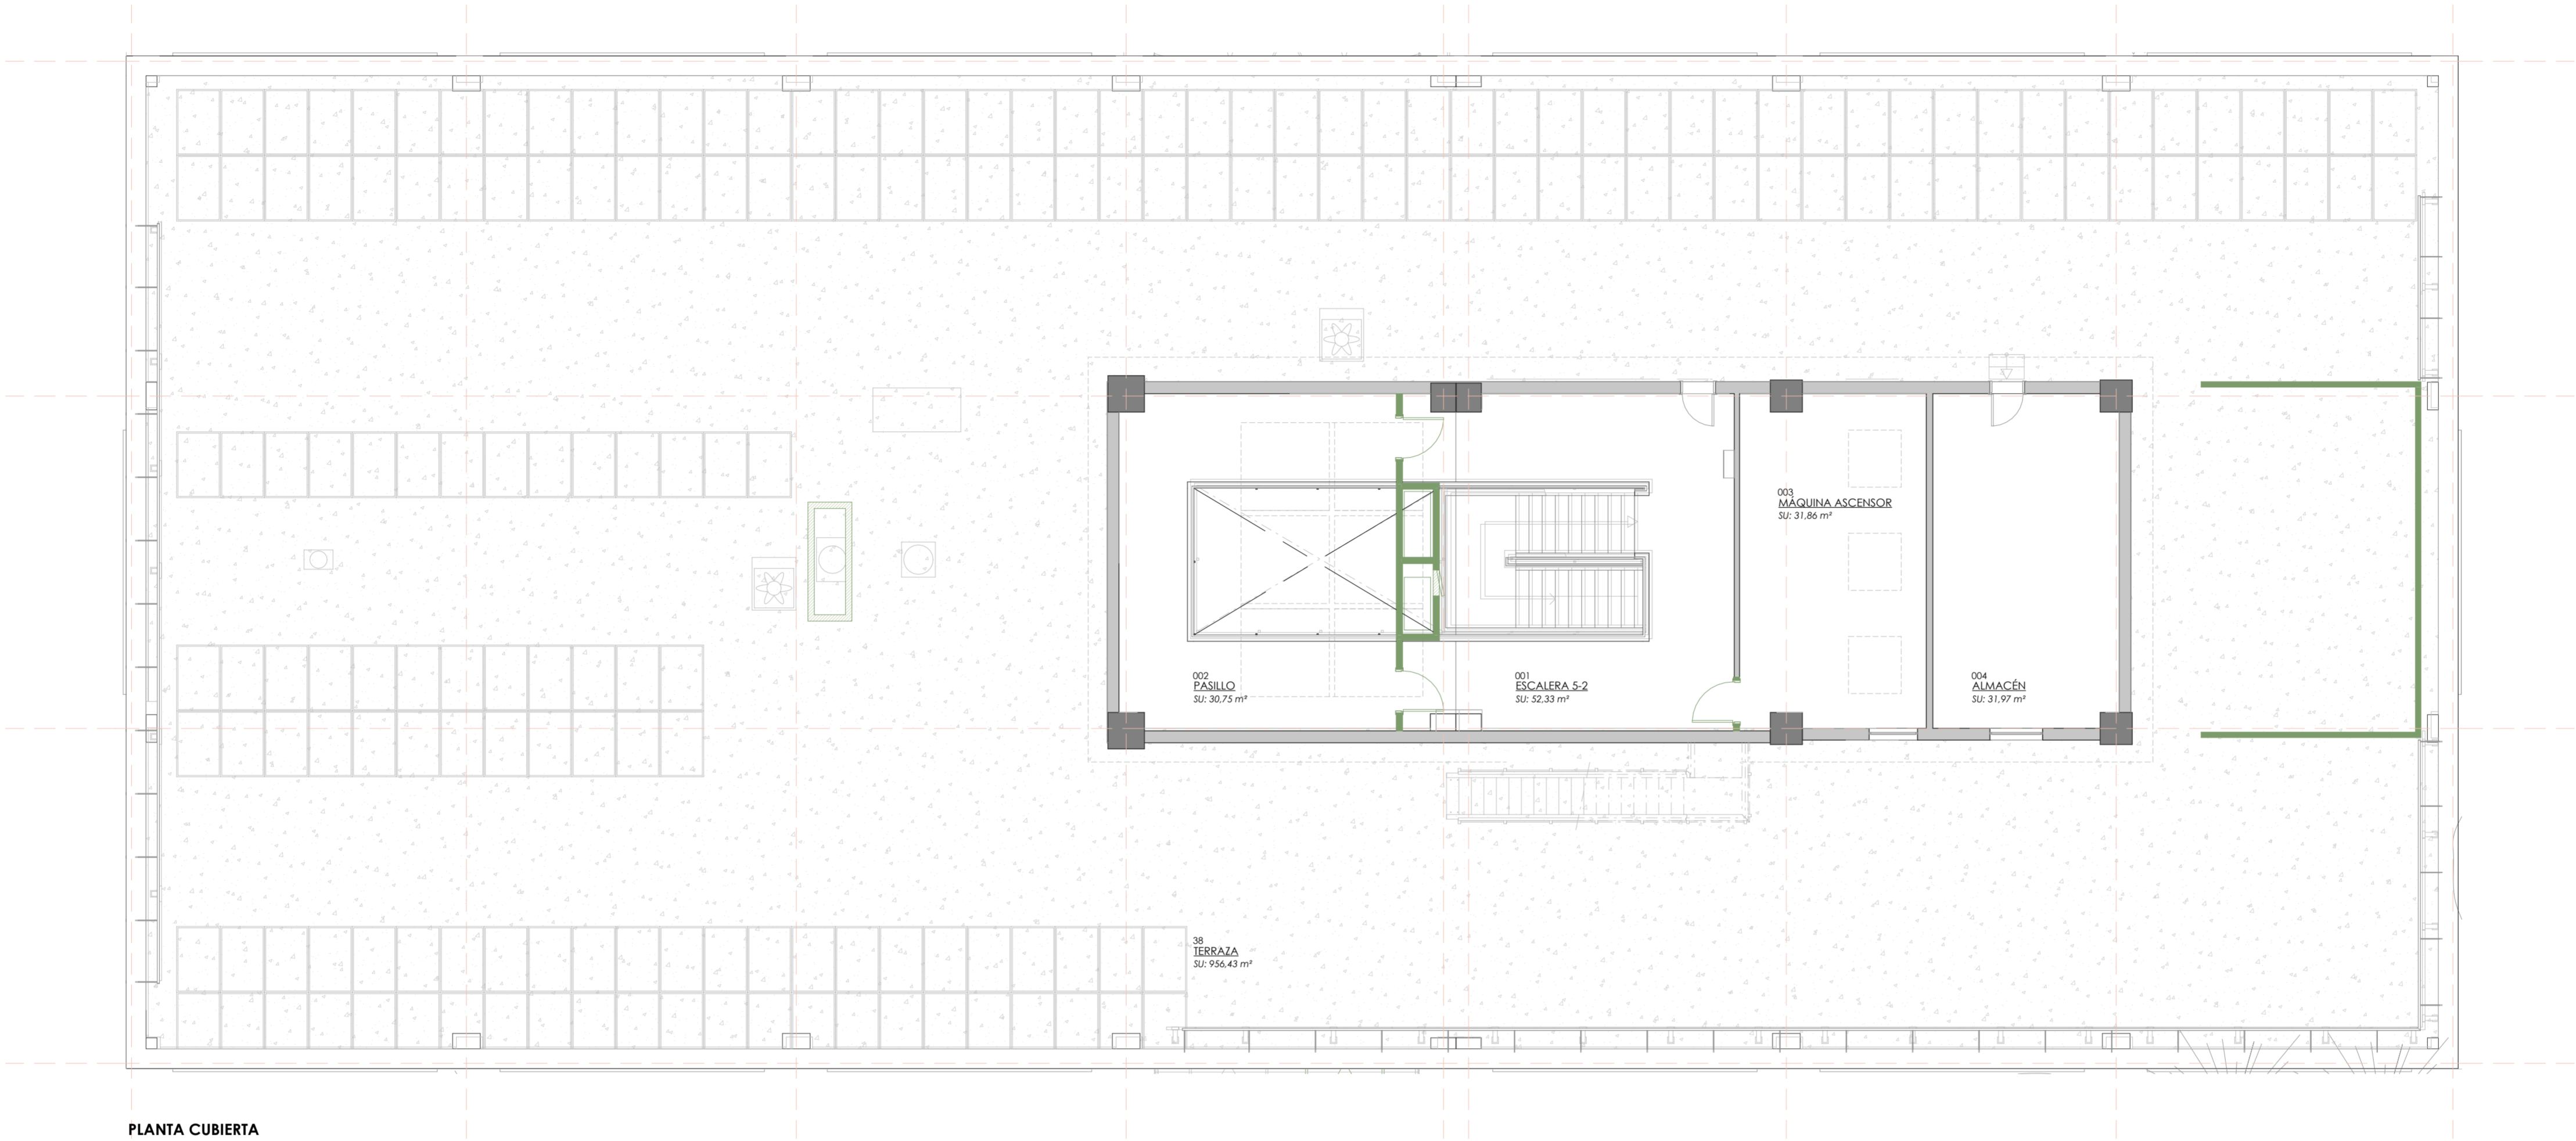 003
MÁQUINA ASCENSOR
SU: 31,86 m²
002
PASILLO
SU: 30,75 m²
001
ESCALERA 5-2
SU: 52,33 m²
004
ALMACÉN
SU: 31,97 m²
38
TERRAZA
SU: 956,43 m²
PLANTA CUBIERTA